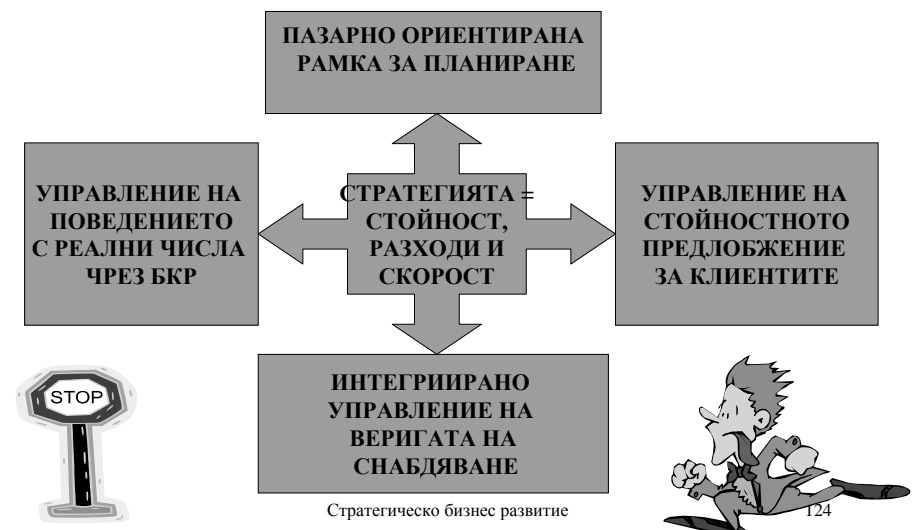 ПАЗАРНО ОРИЕНТИРАНА
РАМКА ЗА ПЛАНИРАНЕ
УПРАВЛЕНИЕ НА
ПОВЕДЕНИЕТО
С РЕАЛНИ ЧИСЛА
ЧРЕЗ БКР
СТРАТЕГИЯТА =
СТОЙНОСТ,
РАЗХОДИ И
СКОРОСТ
УПРАВЛЕНИЕ НА
СТОЙНОСТНОТО
ПРЕДЛОБЖЕНИЕ
ЗА КЛИЕНТИТЕ
ИНТЕГРИИРАНО
УПРАВЛЕНИЕ НА
ВЕРИГАТА НА
СНАБДЯВАНЕ
STOP
Стратегическо бизнес развитие
124